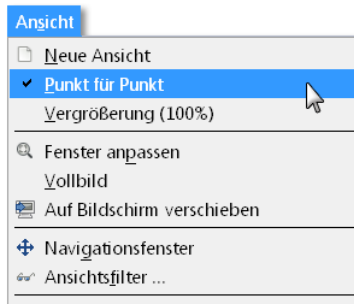 Ansicht
Neue Ansicht
Punkt für Punkt
Vergrößerung (100%)
Fenster anpassen
Vollbild
Auf Bildschirm verschieben
Navigationsfenster
Ansichtsfilter ...